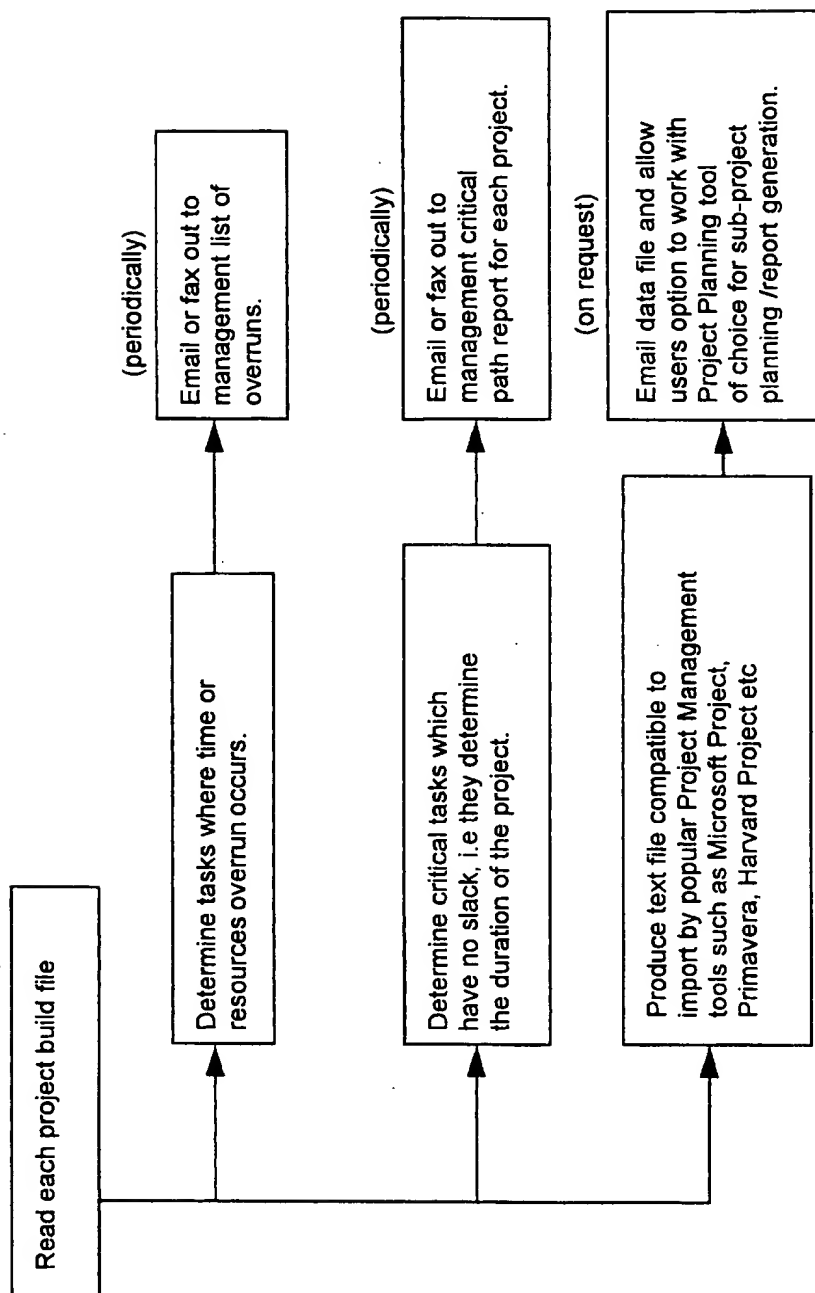 Read each project build file
Determine tasks where time or
resources overrun occurs.
(periodically)
Email or fax out to
management list of
overruns.
Determine critical tasks which
have no slack, i.e they determine
the duration of the project.
(periodically)
Email or fax out to
management critical
path report for each project.
Produce text file compatible to
import by popular Project Management
tools such as Microsoft Project,
Primavera, Harvard Project etc
(on request)
Email data file and allow
users option to work with
Project Planning tool
of choice for sub-project
planning /report generation.